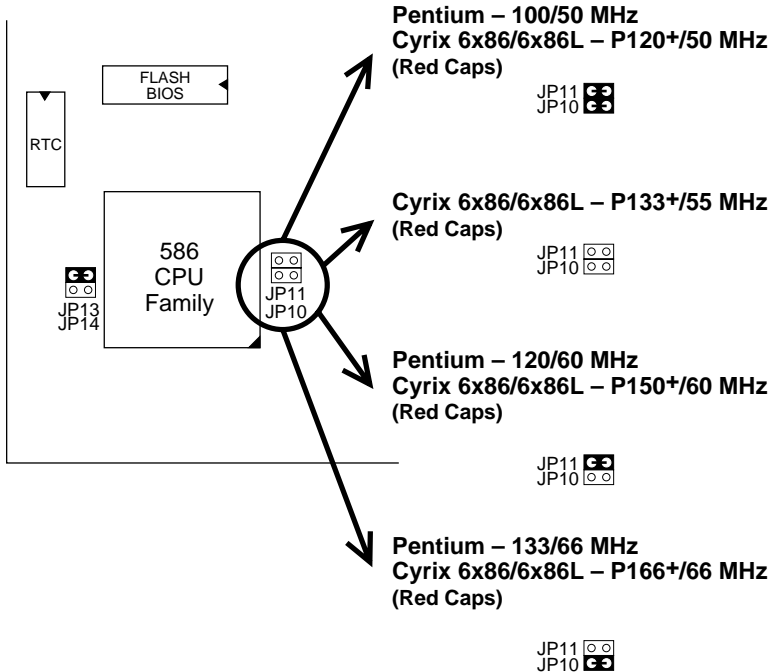 Pentium – 100/50 MHz
Cyrix 6x86/6x86L – P120+/50 MHz
(Red Caps)
JP11
JP10
FLASH
BIOS
RTC
Cyrix 6x86/6x86L – P133+/55 MHz
(Red Caps)
JP11
JP10
586
CPU
Family
JP13
JP14
JP11
JP10
Pentium – 120/60 MHz
Cyrix 6x86/6x86L – P150+/60 MHz
(Red Caps)
JP11
JP10
Pentium – 133/66 MHz
Cyrix 6x86/6x86L – P166+/66 MHz
(Red Caps)
JP11
JP10